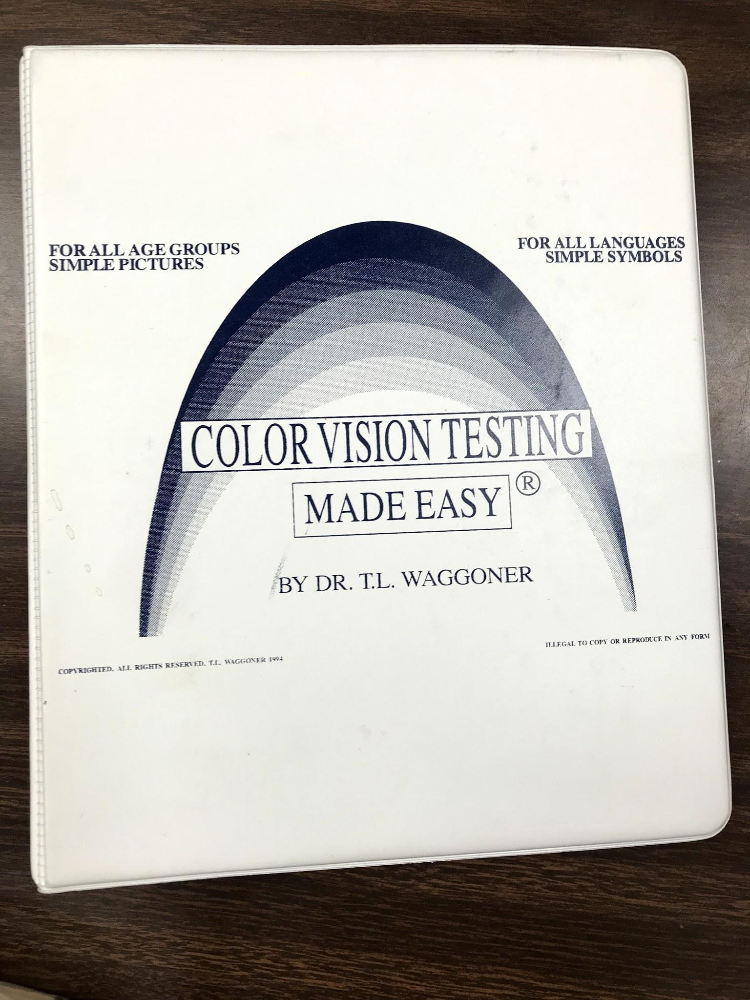 FOR ALL AGE GROUPS
SIMPLE PICTURES
FOR ALL LANGUAGES
SIMPLE SYMBOLS
COLOR VISION TESTING
MADE EASY ®
BY DR. T.L. WAGGONER
ILLEGAL TO COPY OR REPRODUCE IN ANY FORM
COPYRIGHTED. ALL RIGHTS RESERVED. T.L. WAGGONER 1994